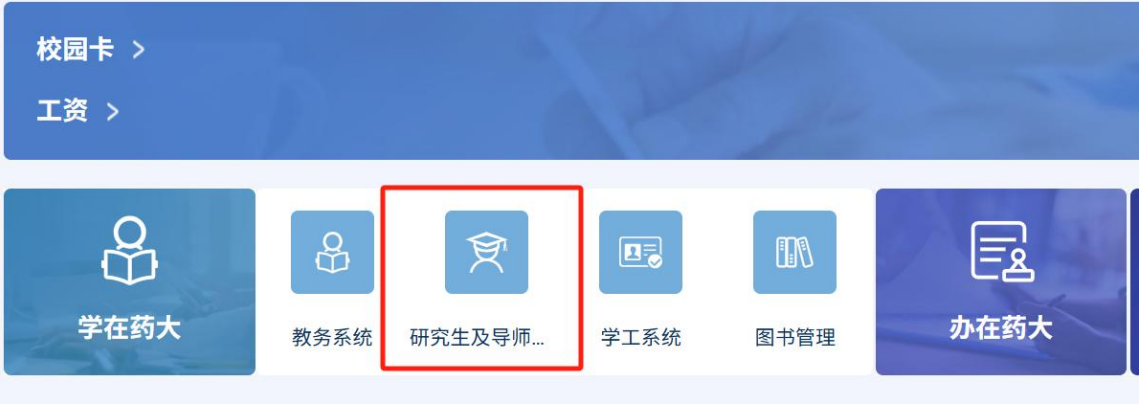 校园卡 >
工资 >
学在药大
教务系统
研究生及导师...
学工系统
图书管理
办在药大